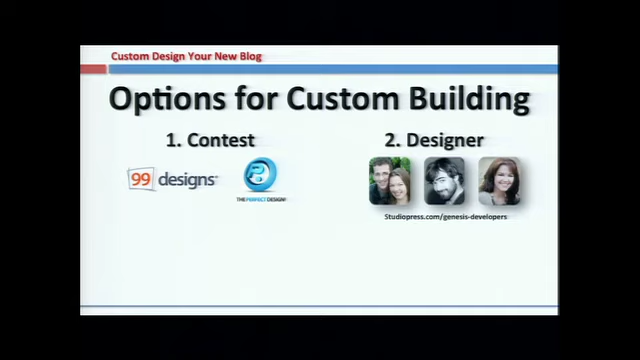 Custom Design Your New Blog
Options for Custom Building
1. Contest
2. Designer
99 designs
THE PERFECT DESIGN
Studiopress.com/genesis-developers